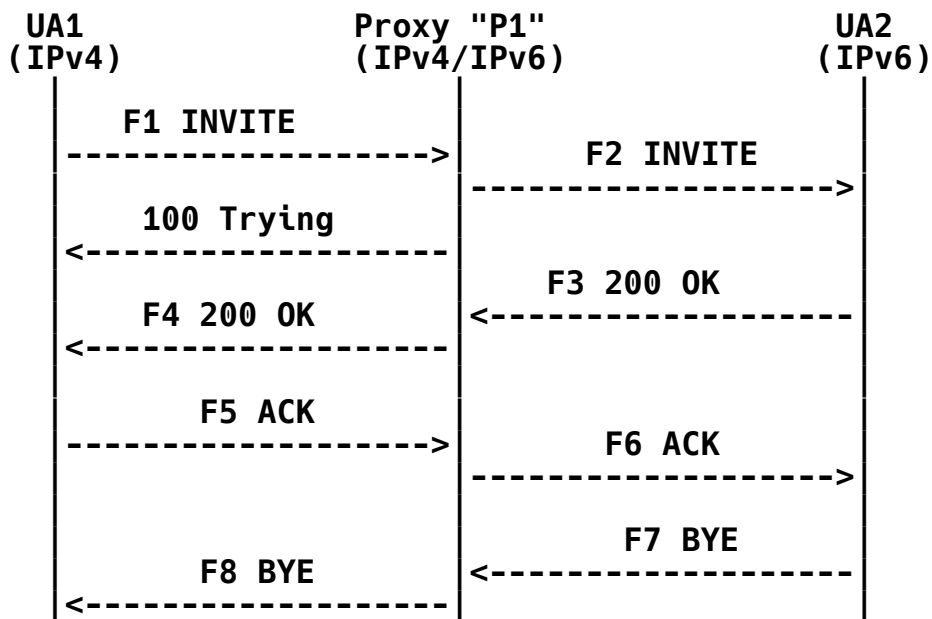 UA1 Proxy "P1" UA2
(IPv4) (IPv4/IPv6) (IPv6)
F1 INVITE
F2 INVITE
100 Trying
F3 200 OK
F4 200 OK
F5 ACK
F6 ACK
F7 BYE
F8 BYE